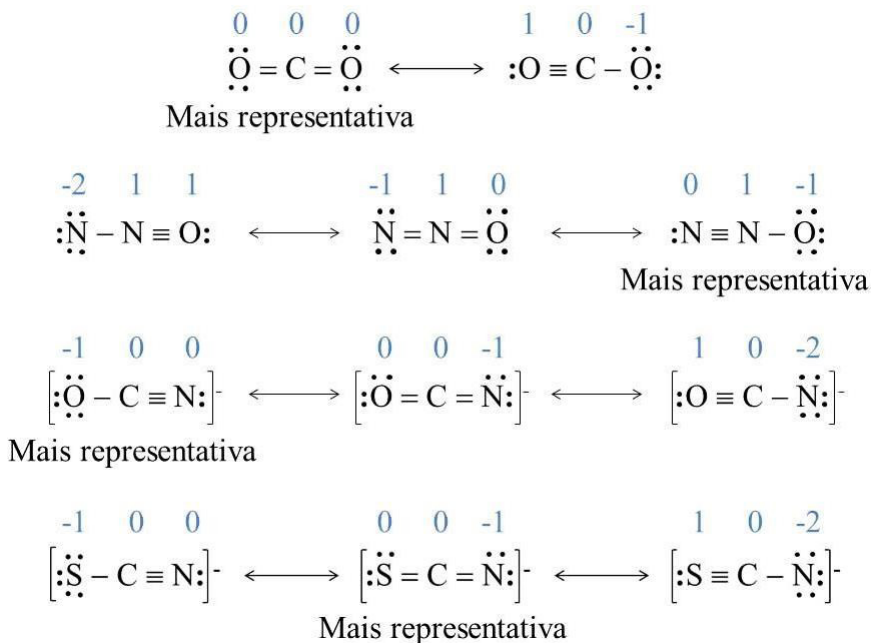 0 0 0 1 0 -1
O = C = O ⟷ :O ≡ C – O:
Mais representativa
-2 1 1 -1 1 0 0 1 -1
:N – N ≡ O: ⟷ N = N = O ⟷ :N ≡ N – O:
Mais representativa
-1 0 0 0 0 -1 1 0 -2
[:O – C ≡ N:]- ⟷ [:O = C = N:]- ⟷ [:O ≡ C – N:]-
Mais representativa
-1 0 0 0 0 -1 1 0 -2
[:S – C ≡ N:]- ⟷ [:S = C = N:]- ⟷ [:S ≡ C – N:]-
Mais representativa